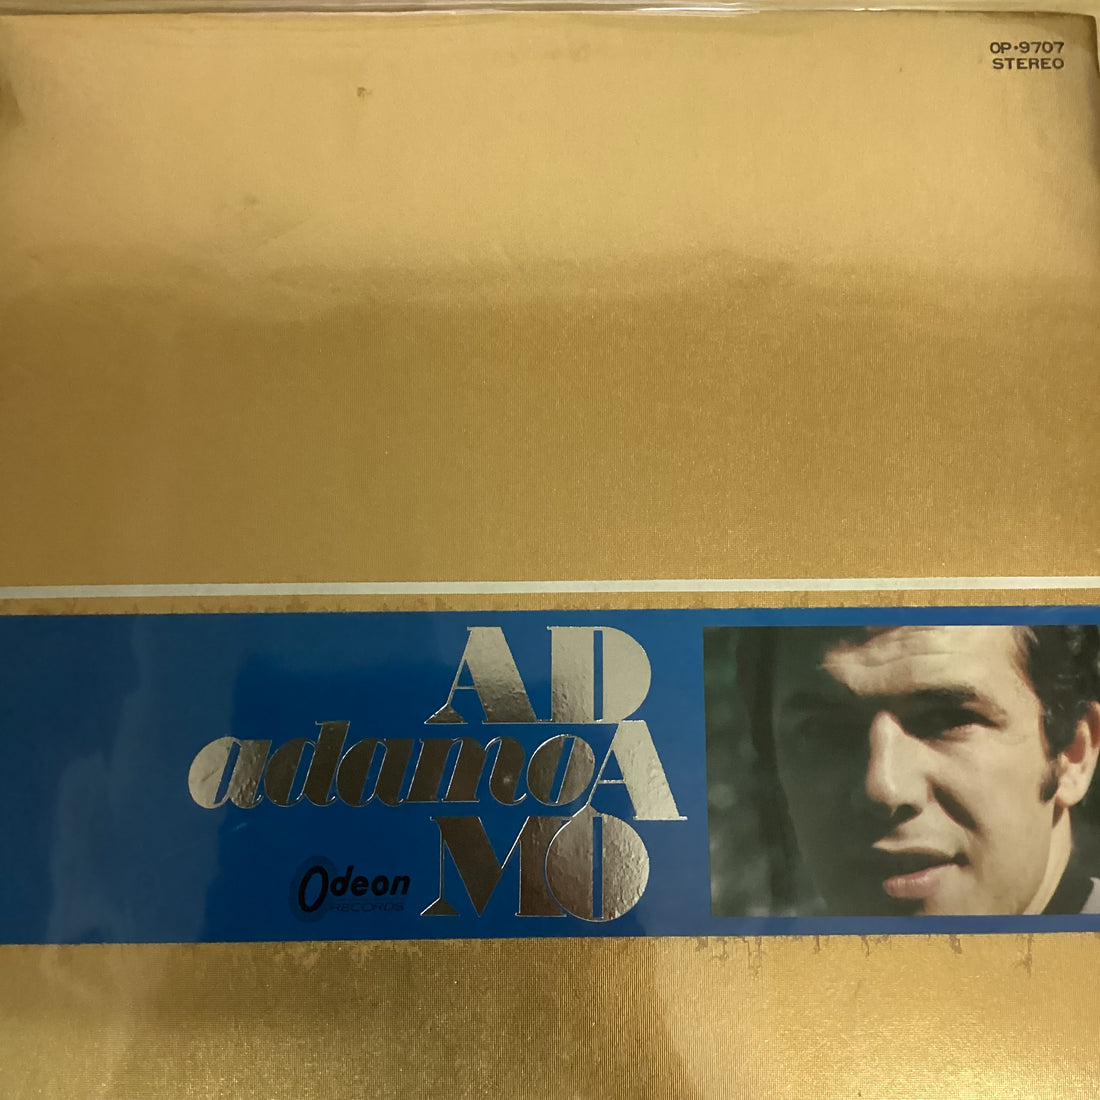 OP•9707
STEREO
AD
adamo A
MO
Odeon
RECORDS